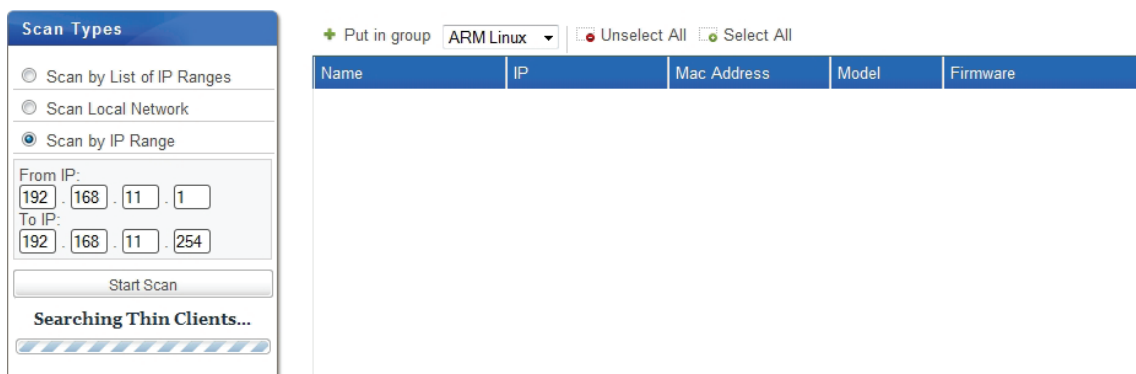 Scan Types
Scan by List of IP Ranges
Scan Local Network
Scan by IP Range
From IP:
192 . 168 . 11 . 1
To IP:
192 . 168 . 11 . 254
Start Scan
Searching Thin Clients...
Put in group ARM Linux Unselect All Select All
Name IP Mac Address Model Firmware